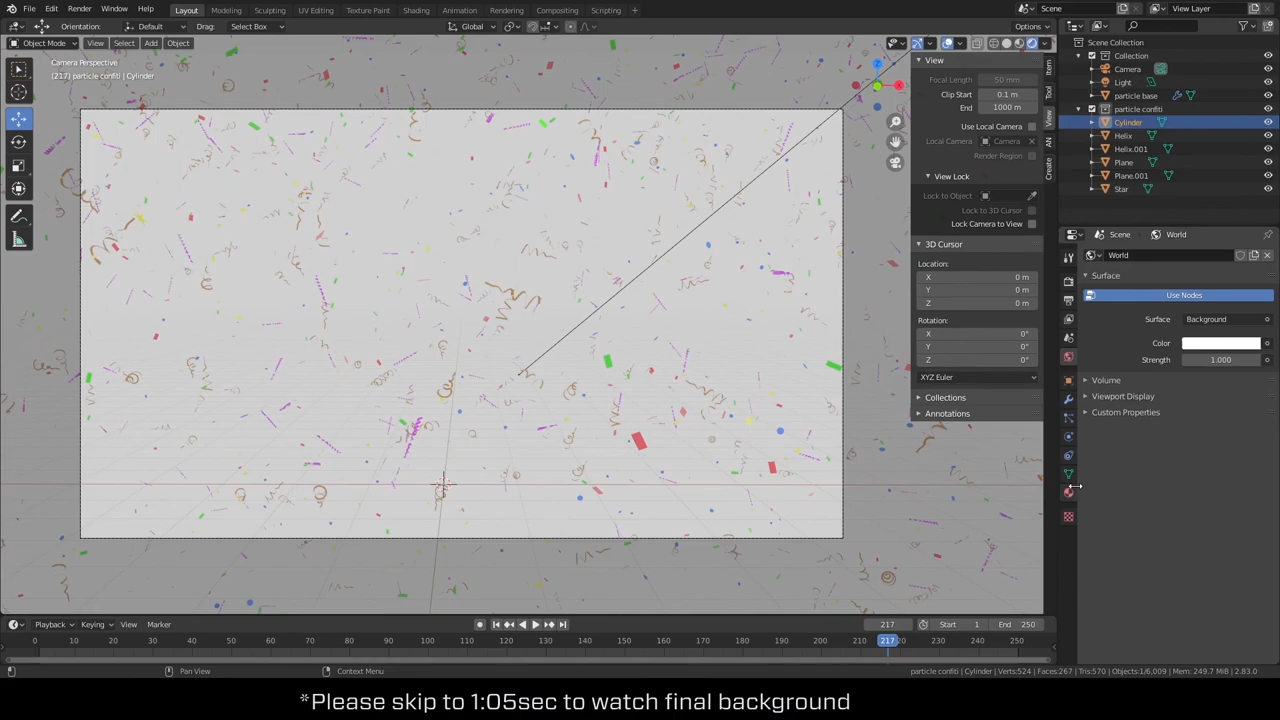 File Edit Render Window Help Layout Modeling Sculpting UV Editing Texture Paint Shading Animation Rendering Compositing Scripting + Scene View Layer
Orientation: Default Drag: Select Box Global Options
Object Mode View Select Add Object
Camera Perspective
(217) particle confiti | Cylinder
View
Focal Length 50 mm
Clip Start 0.1 m
End 1000 m
Use Local Camera
Local Camera Camera
Render Region
View Lock
Lock to Object
Lock to 3D Cursor
Lock Camera to View
3D Cursor
Location:
X 0 m
Y 0 m
Z 0 m
Rotation:
X 0°
Y 0°
Z 0°
XYZ Euler
Collections
Annotations
Item
Tool
View
AN
Create
Scene Collection
Collection
Camera
Light
particle base
particle confiti
Cylinder
Helix
Helix.001
Plane
Plane.001
Star
Scene World
World
Surface
Use Nodes
Surface Background
Color
Strength 1.000
Volume
Viewport Display
Custom Properties
X
Z
Playback Keying View Marker 217 Start 1 End 250
0 10 20 30 40 50 60 70 80 90 100 110 120 130 140 150 160 170 180 190 200 210 217 220 230 240 250
Pan View Context Menu particle confiti | Cylinder | Verts:524 | Faces:267 | Tris:570 | Objects:1/6,009 | Mem: 249.7 MiB | 2.83.0
*Please skip to 1:05sec to watch final background